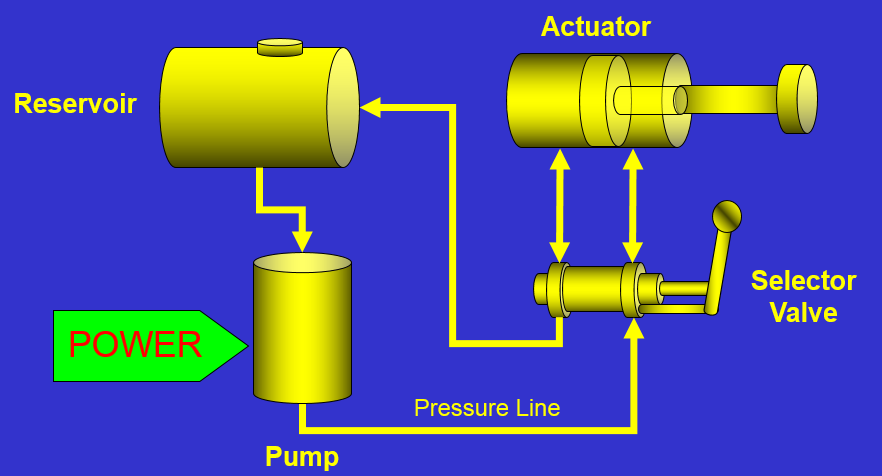 Actuator
Reservoir
Selector
Valve
POWER
Pressure Line
Pump